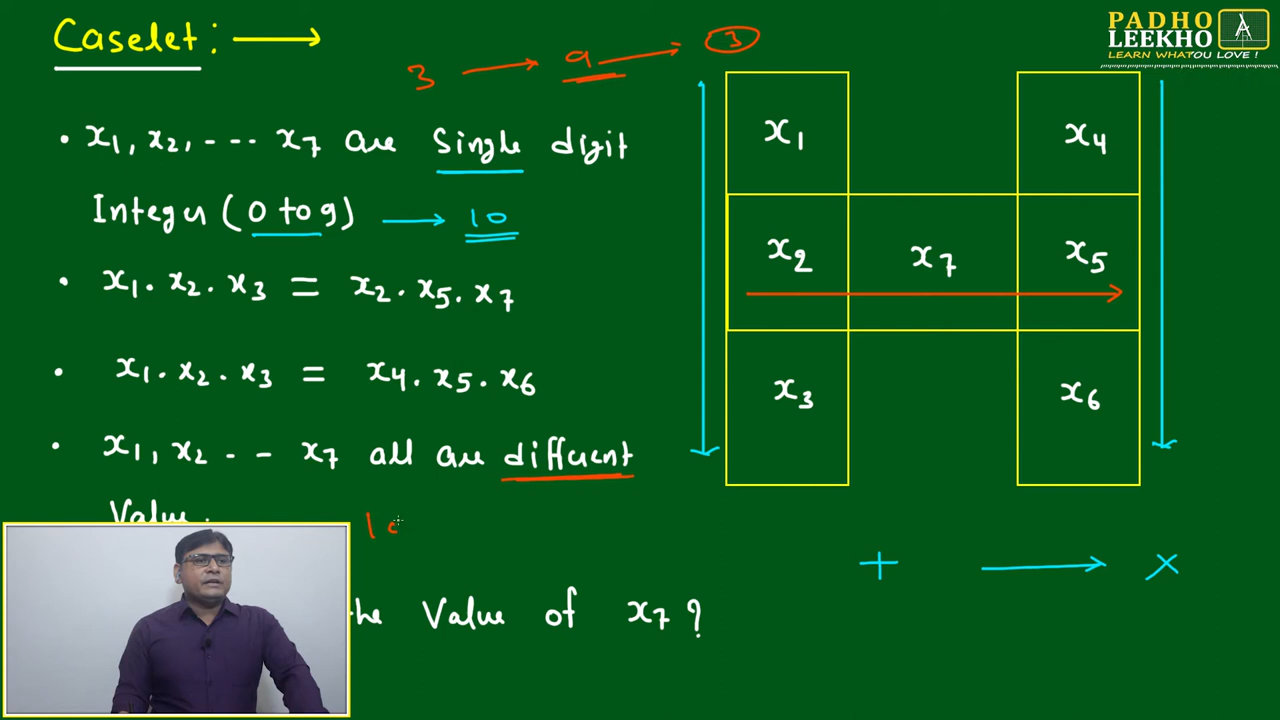 Caselet: →
3 → 9 → 3
• x1, x2, --- x7 are Single digit
Integer (0 to 9) → 10
• x1 . x2 . x3 = x2 . x5 . x7
• x1 . x2 . x3 = x4 . x5 . x6
• x1, x2 -- x7 all are different
Value.
the Value of x7 ?
PADHO
LEEKHO
LEARN WHATOU LOVE !
x1 x4
x2 x7 x5
x3 x6
+ → ×